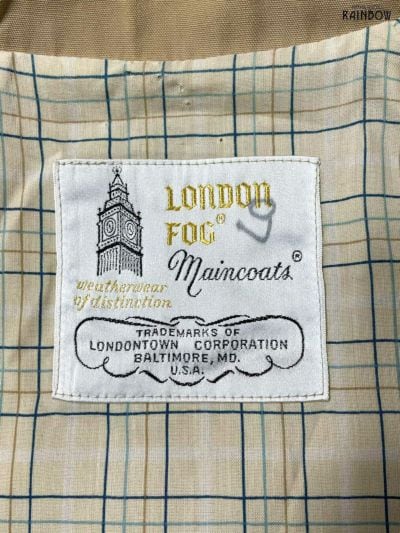 RAINBOW
LONDON
FOG®
Maincoats®
weatherwear
of distinction
TRADEMARKS OF
LONDONTOWN CORPORATION
BALTIMORE, MD.
U.S.A.